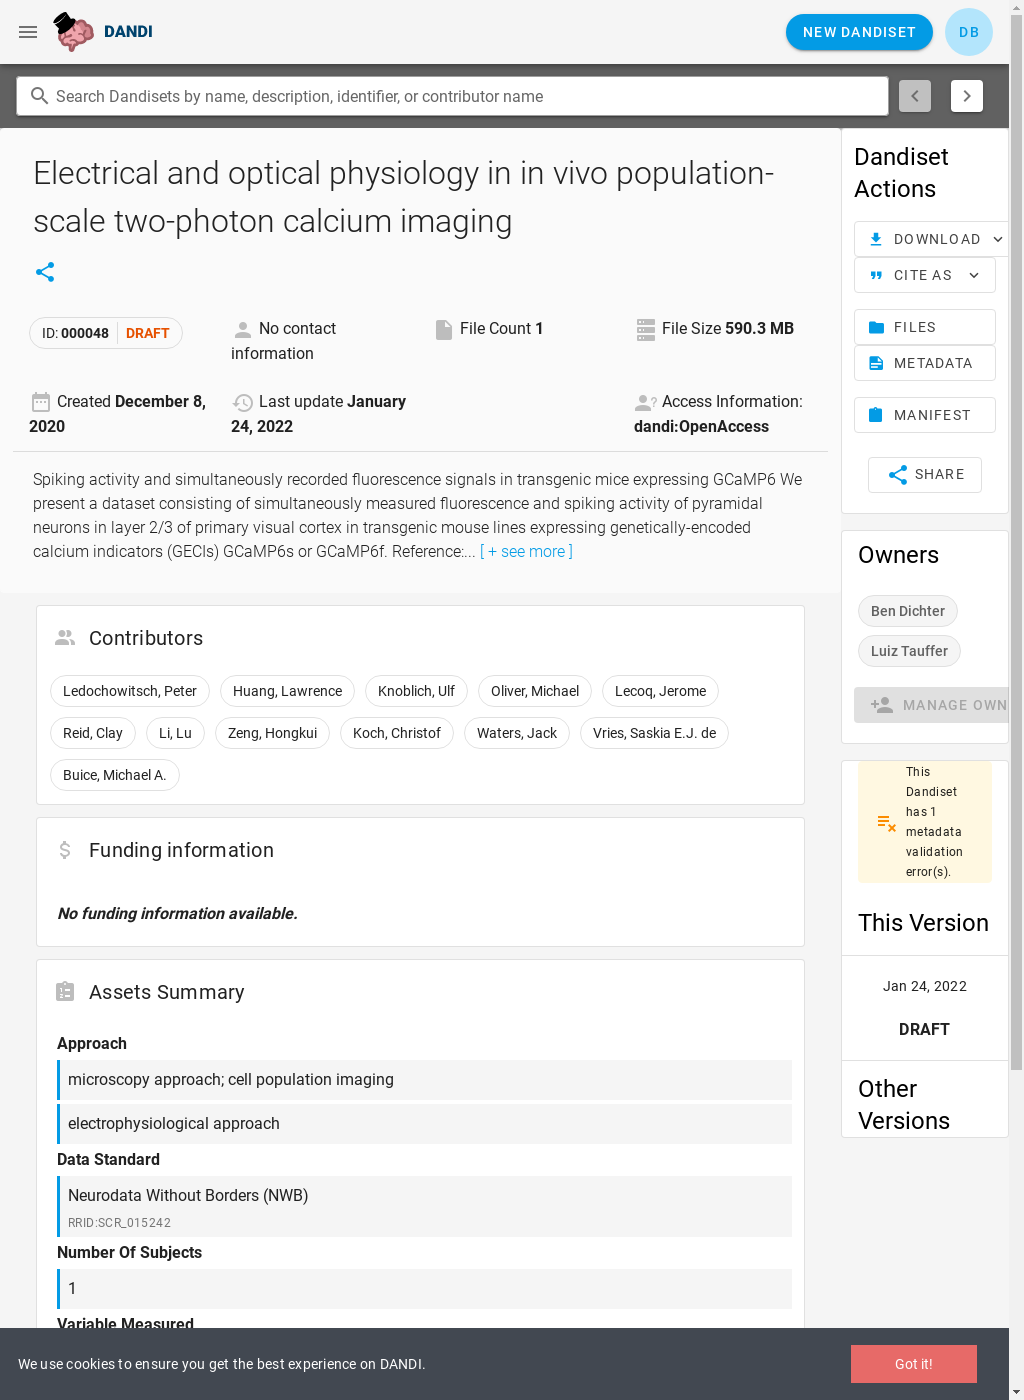 DANDI
NEW DANDISET
DB
Search Dandisets by name, description, identifier, or contributor name
Electrical and optical physiology in in vivo population-
scale two-photon calcium imaging
ID: 000048 DRAFT
No contact
information
File Count 1
File Size 590.3 MB
Created December 8,
2020
Last update January
24, 2022
Access Information:
dandi:OpenAccess
Spiking activity and simultaneously recorded fluorescence signals in transgenic mice expressing GCaMP6 We
present a dataset consisting of simultaneously measured fluorescence and spiking activity of pyramidal
neurons in layer 2/3 of primary visual cortex in transgenic mouse lines expressing genetically-encoded
calcium indicators (GECIs) GCaMP6s or GCaMP6f. Reference:... [ + see more ]
Contributors
Ledochowitsch, Peter Huang, Lawrence Knoblich, Ulf Oliver, Michael Lecoq, Jerome
Reid, Clay Li, Lu Zeng, Hongkui Koch, Christof Waters, Jack Vries, Saskia E.J. de
Buice, Michael A.
Funding information
No funding information available.
Assets Summary
Approach
microscopy approach; cell population imaging
electrophysiological approach
Data Standard
Neurodata Without Borders (NWB)
RRID:SCR_015242
Number Of Subjects
1
Variable Measured
Dandiset
Actions
DOWNLOAD
CITE AS
FILES
METADATA
MANIFEST
SHARE
Owners
Ben Dichter
Luiz Tauffer
MANAGE OWN
This
Dandiset
has 1
metadata
validation
error(s).
This Version
Jan 24, 2022
DRAFT
Other
Versions
We use cookies to ensure you get the best experience on DANDI.
Got it!